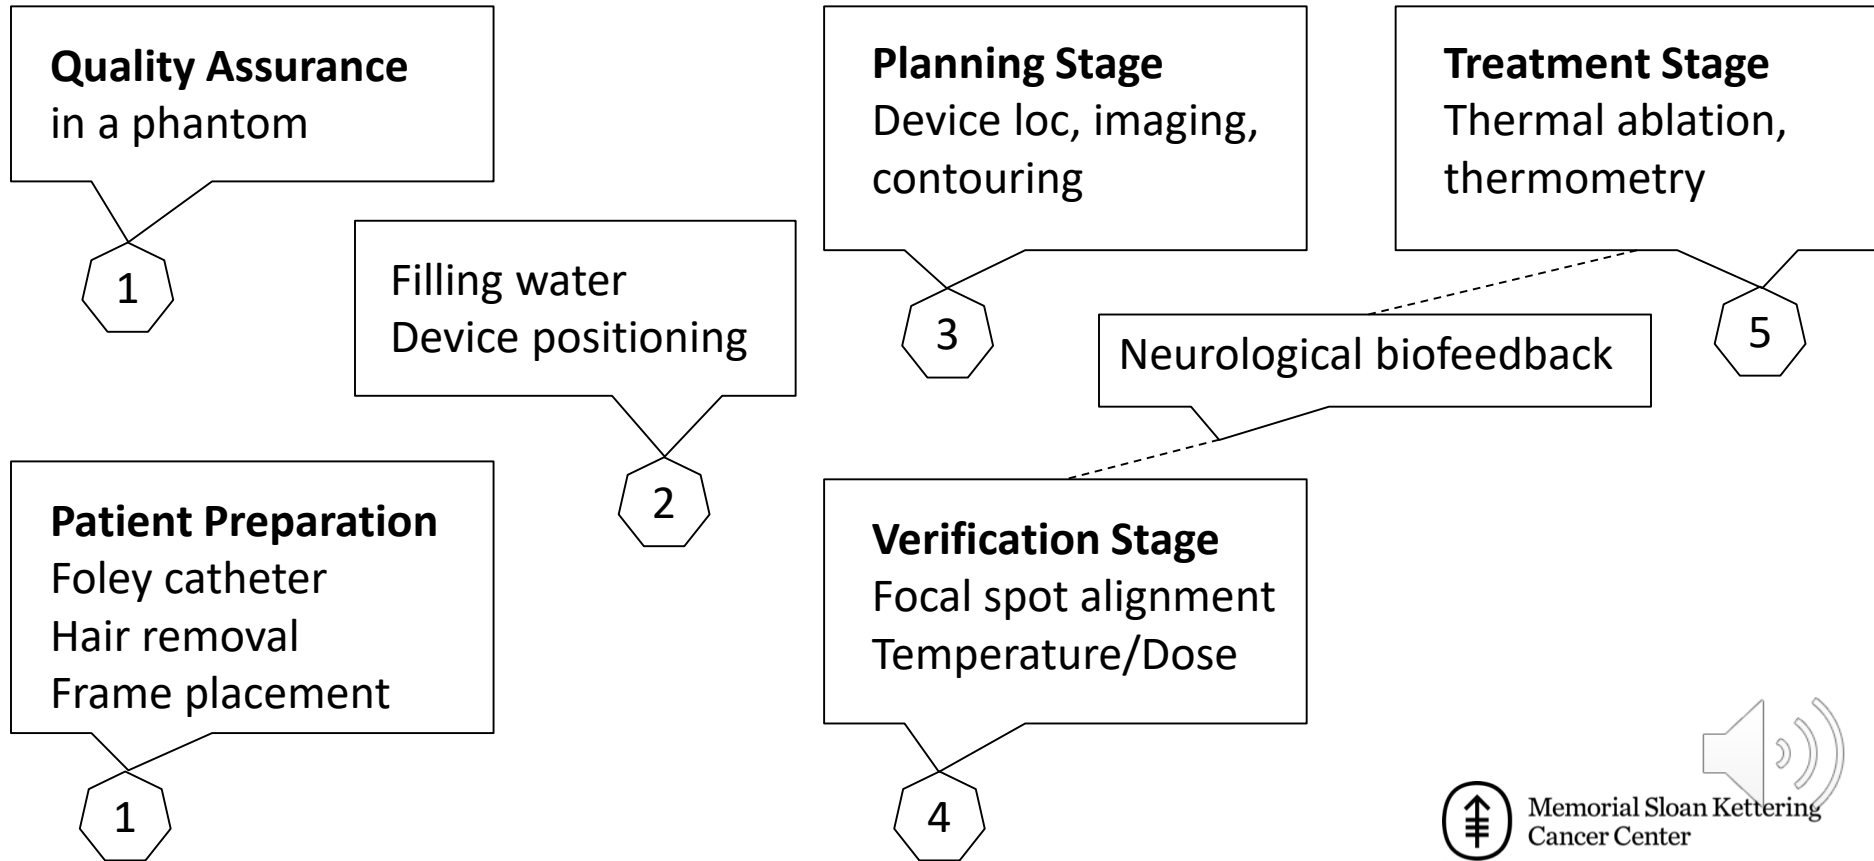 Quality Assurance
in a phantom
1
Patient Preparation
Foley catheter
Hair removal
Frame placement
1
Filling water
Device positioning
2
Planning Stage
Device loc, imaging,
contouring
3
Verification Stage
Focal spot alignment
Temperature/Dose
4
Neurological biofeedback
Treatment Stage
Thermal ablation,
thermometry
5
Memorial Sloan Kettering
Cancer Center